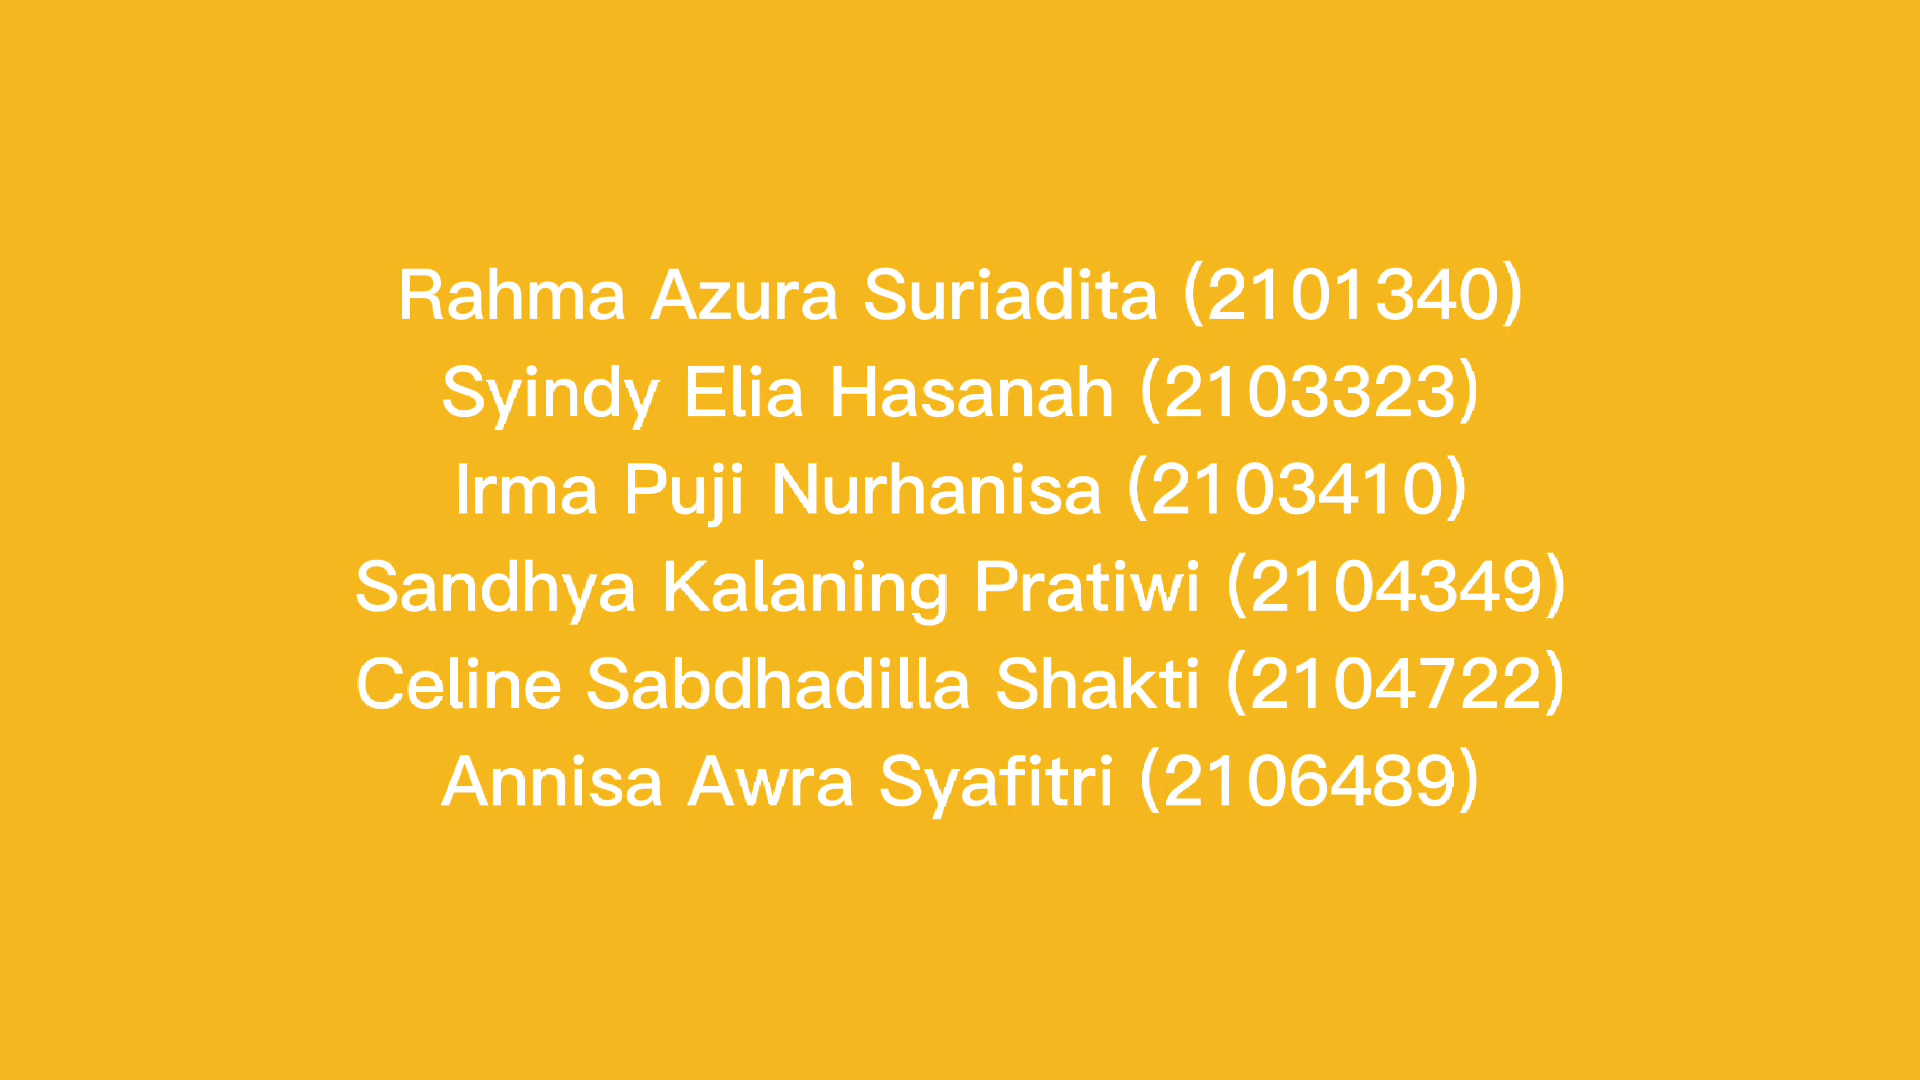 Rahma Azura Suriadita (2101340)
Syindy Elia Hasanah (2103323)
Irma Puji Nurhanisa (2103410)
Sandhya Kalaning Pratiwi (2104349)
Celine Sabdhadilla Shakti (2104722)
Annisa Awra Syafitri (2106489)